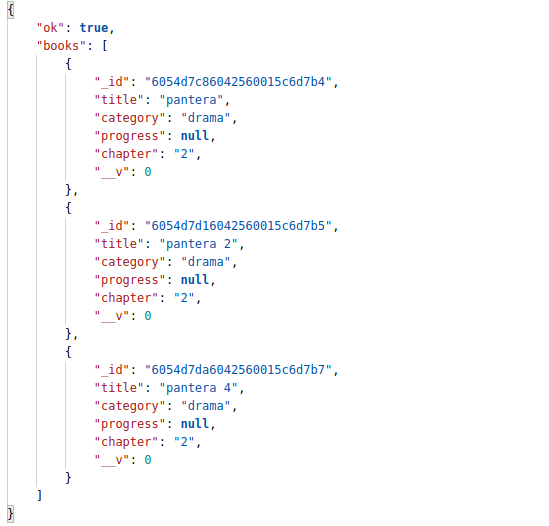 {
    "ok": true,
    "books": [
        {
            "_id": "6054d7c86042560015c6d7b4",
            "title": "pantera",
            "category": "drama",
            "progress": null,
            "chapter": "2",
            "__v": 0
        },
        {
            "_id": "6054d7d16042560015c6d7b5",
            "title": "pantera 2",
            "category": "drama",
            "progress": null,
            "chapter": "2",
            "__v": 0
        },
        {
            "_id": "6054d7da6042560015c6d7b7",
            "title": "pantera 4",
            "category": "drama",
            "progress": null,
            "chapter": "2",
            "__v": 0
        }
    ]
}